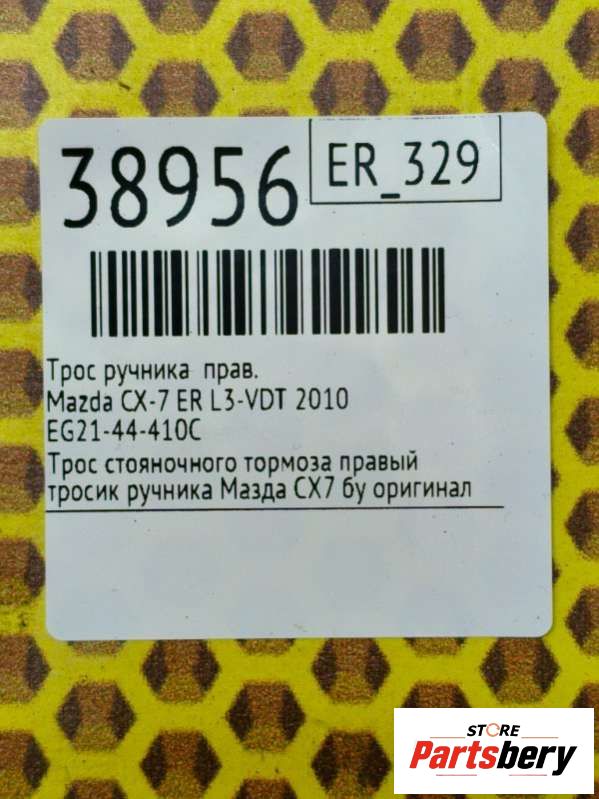 38956
ER_329
Трос ручника прав.
Mazda CX-7 ER L3-VDT 2010
EG21-44-410C
Трос стояночного тормоза правый
тросик ручника Мазда СХ7 бу оригинал
STORE
Partsbery